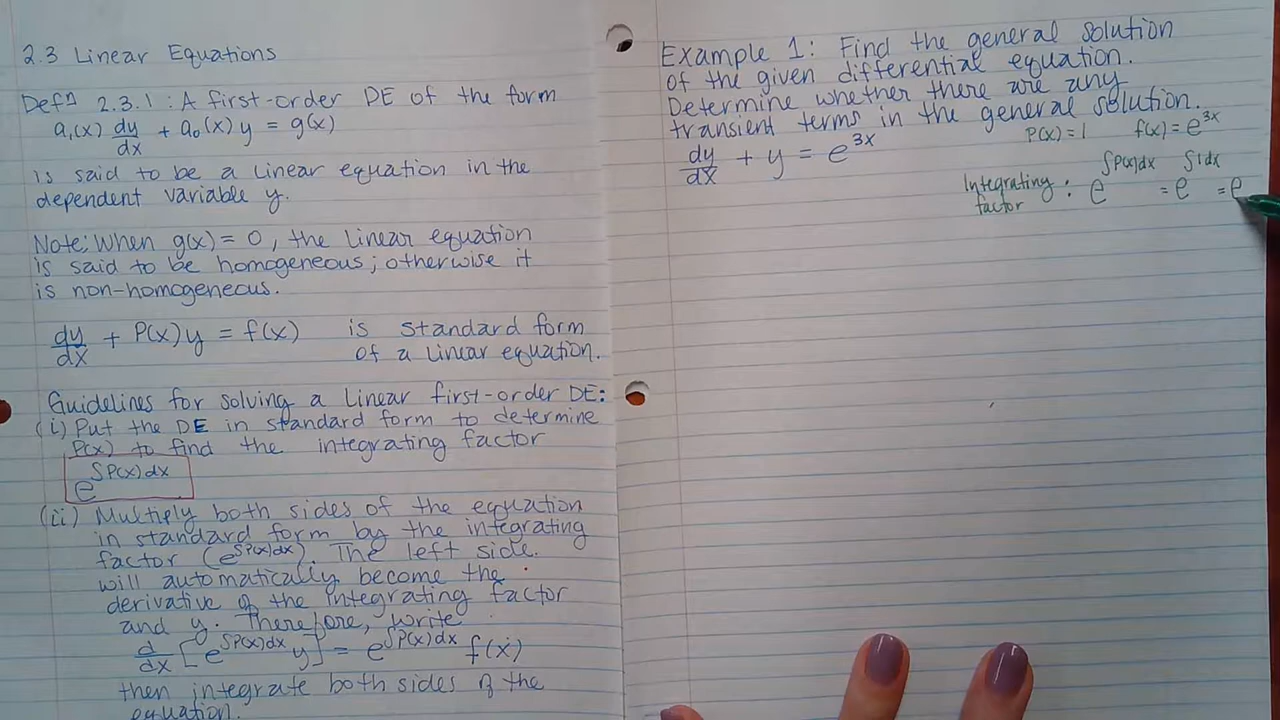 2.3 Linear Equations
Defn 2.3.1: A first-order DE of the form
a₁(x) dy/dx + a₀(x)y = g(x)
is said to be a linear equation in the
dependent variable y.
Note: When g(x) = 0, the linear equation
is said to be homogeneous; otherwise it
is non-homogeneous.
dy/dx + P(x)y = f(x) is standard form
of a linear equation.
Guidelines for solving a linear first-order DE:
(i) Put the DE in standard form to determine
P(x) to find the integrating factor
e^∫P(x)dx
(ii) Multiply both sides of the equation
in standard form by the integrating
factor (e^∫P(x)dx). The left side
will automatically become the
derivative of the integrating factor
and y. Therefore, write
d/dx [e^∫P(x)dx y] = e^∫P(x)dx f(x)
then integrate both sides of the
equation.
Example 1: Find the general solution
of the given differential equation.
Determine whether there are any
transient terms in the general solution.
dy/dx + y = e^3x
P(x) = 1 f(x) = e^3x
Integrating factor : e^∫P(x)dx = e^∫1dx = e